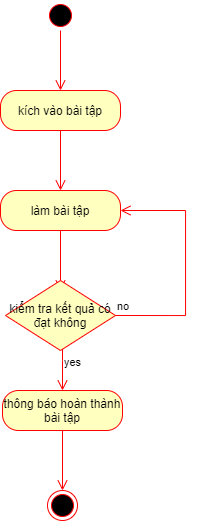 kích vào bài tập
làm bài tập
kiểm tra kết quả có
đạt không
no
yes
thông báo hoàn thành
bài tập